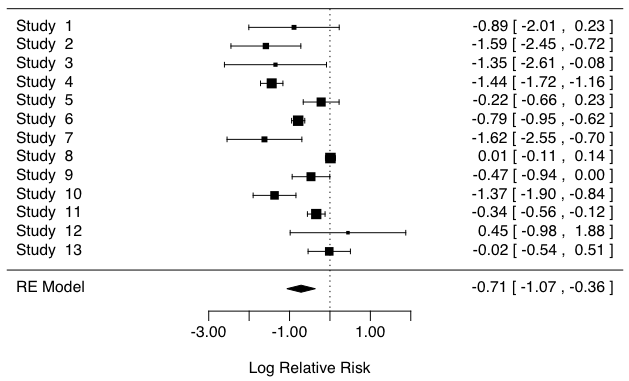 Study 1 -0.89 [ -2.01 , 0.23 ]
Study 2 -1.59 [ -2.45 , -0.72 ]
Study 3 -1.35 [ -2.61 , -0.08 ]
Study 4 -1.44 [ -1.72 , -1.16 ]
Study 5 -0.22 [ -0.66 , 0.23 ]
Study 6 -0.79 [ -0.95 , -0.62 ]
Study 7 -1.62 [ -2.55 , -0.70 ]
Study 8 0.01 [ -0.11 , 0.14 ]
Study 9 -0.47 [ -0.94 , 0.00 ]
Study 10 -1.37 [ -1.90 , -0.84 ]
Study 11 -0.34 [ -0.56 , -0.12 ]
Study 12 0.45 [ -0.98 , 1.88 ]
Study 13 -0.02 [ -0.54 , 0.51 ]
RE Model -0.71 [ -1.07 , -0.36 ]
-3.00 -1.00 1.00
Log Relative Risk